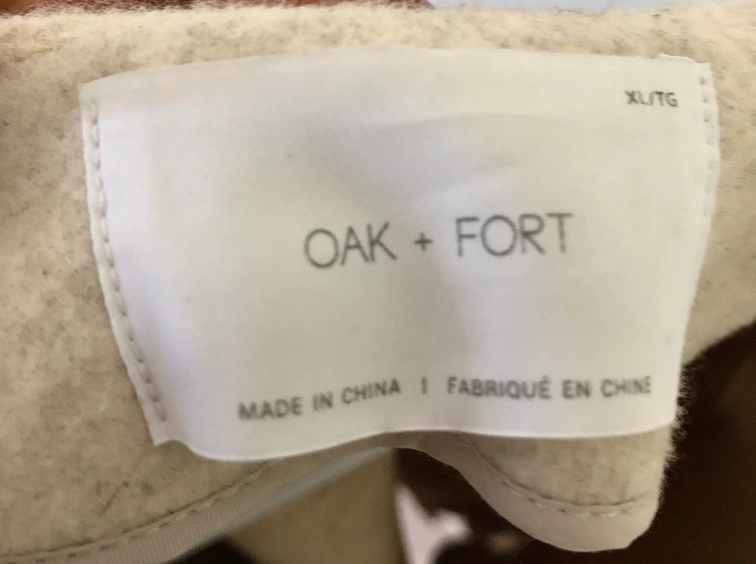 XL/TG
OAK + FORT
MADE IN CHINA | FABRIQUÉ EN CHINE